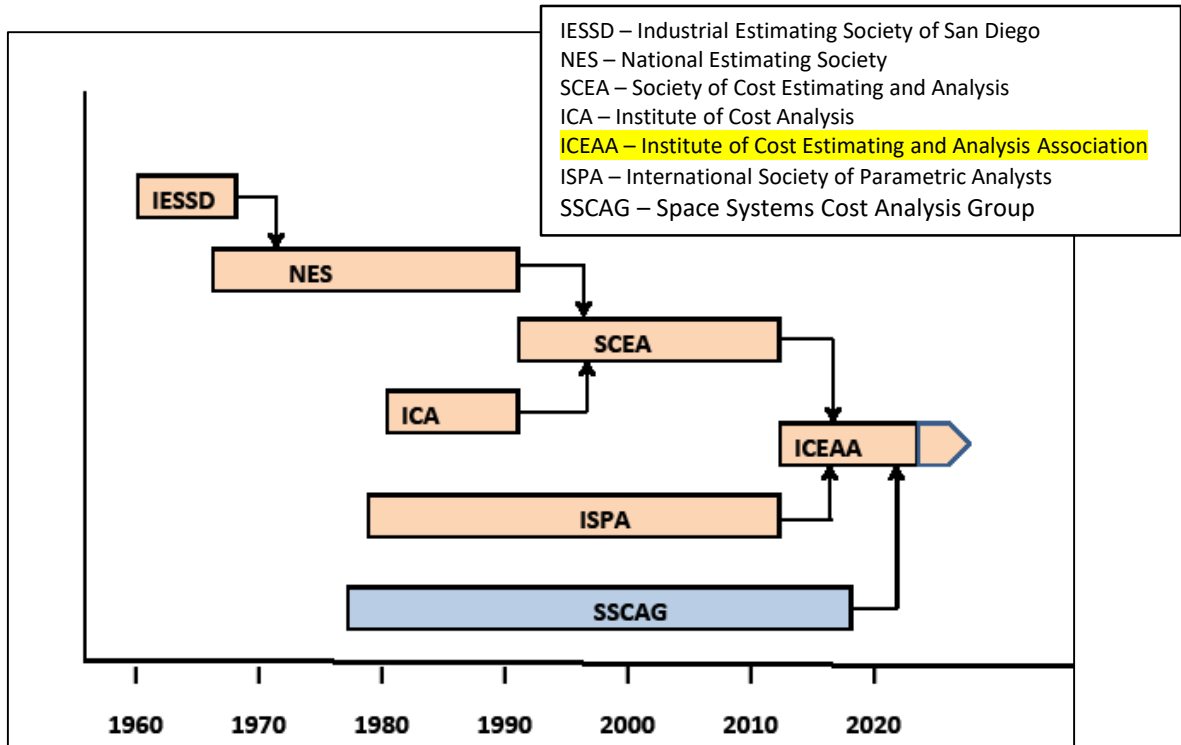 IESSD – Industrial Estimating Society of San Diego
NES – National Estimating Society
SCEA – Society of Cost Estimating and Analysis
ICA – Institute of Cost Analysis
ICEAA – Institute of Cost Estimating and Analysis Association
ISPA – International Society of Parametric Analysts
SSCAG – Space Systems Cost Analysis Group
IESSD
NES
SCEA
ICA
ICEAA
ISPA
SSCAG
1960 1970 1980 1990 2000 2010 2020